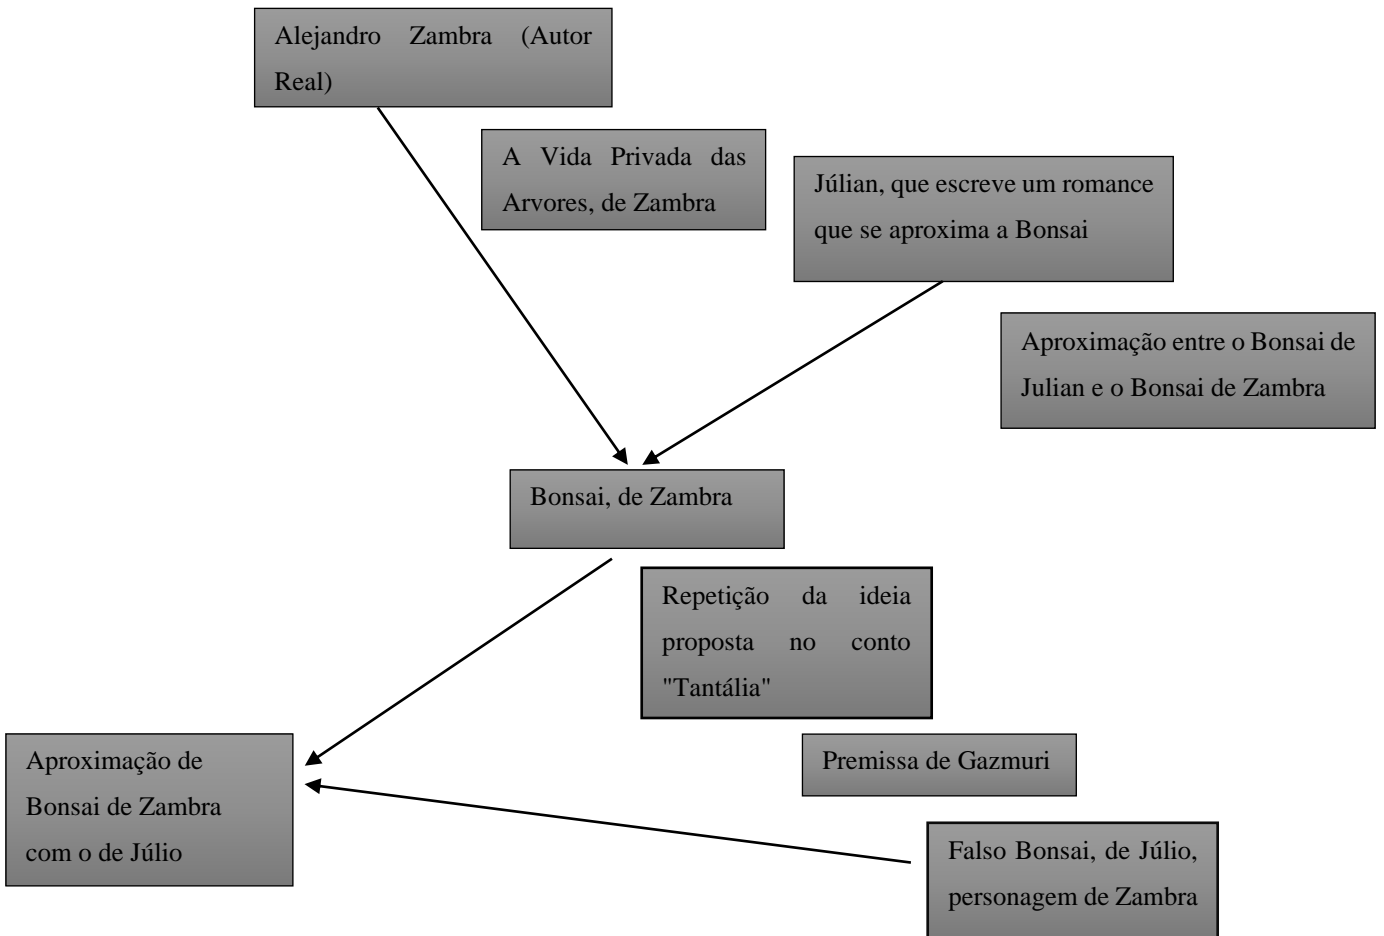 Alejandro Zambra (Autor
Real)
A Vida Privada das
Arvores, de Zambra
Júlian, que escreve um romance
que se aproxima a Bonsai
Aproximação entre o Bonsai de
Julian e o Bonsai de Zambra
Bonsai, de Zambra
Repetição da ideia
proposta no conto
"Tantália"
Aproximação de
Bonsai de Zambra
com o de Júlio
Premissa de Gazmuri
Falso Bonsai, de Júlio,
personagem de Zambra